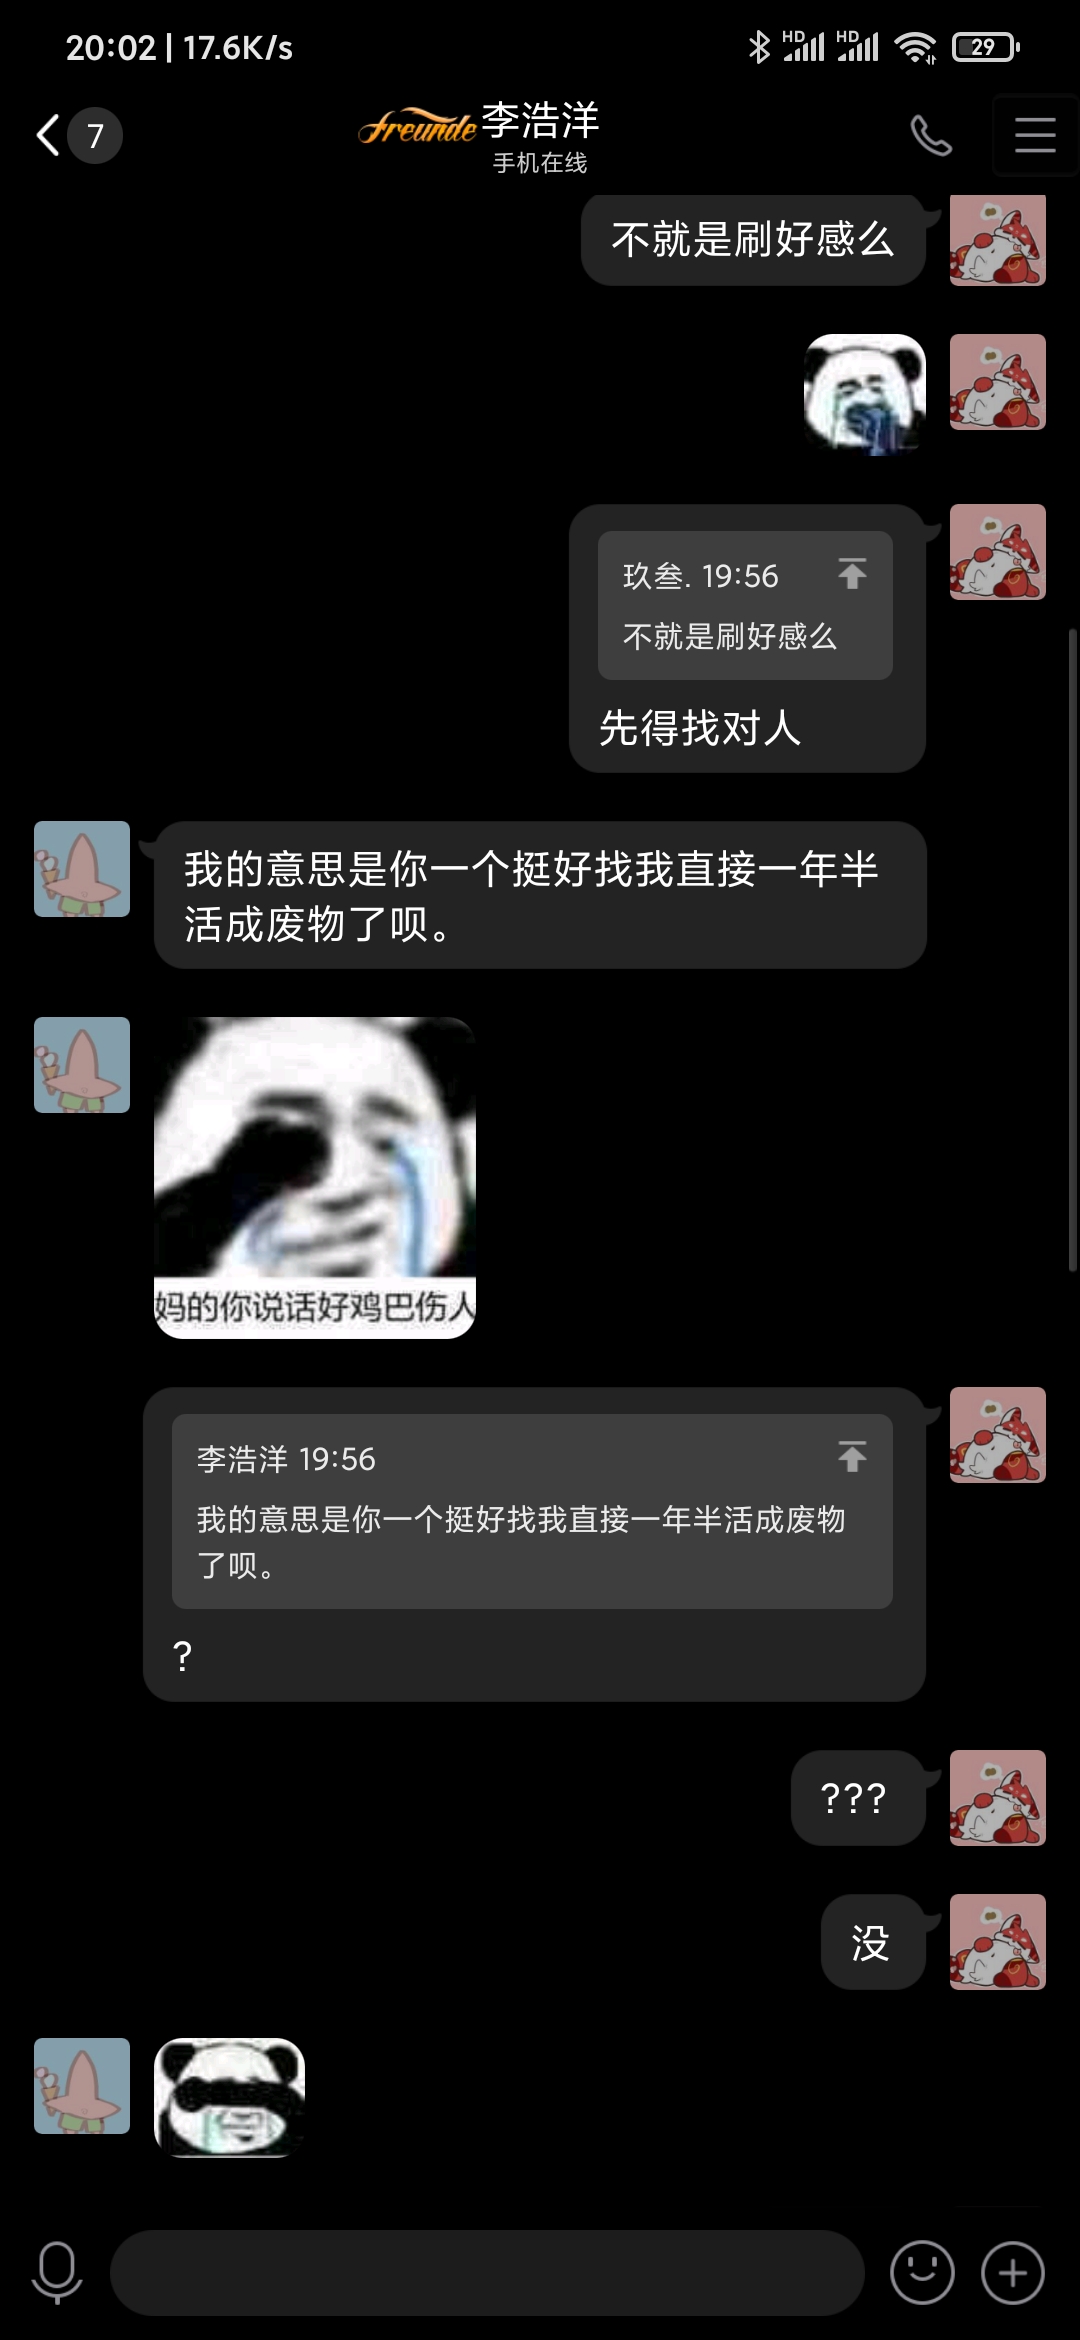 20:02 | 17.6K/s
HD
HD
29
7
freunde 李浩洋
手机在线
不就是刷好感么
玖叁. 19:56
不就是刷好感么
先得找对人
我的意思是你一个挺好找我直接一年半
活成废物了呗。
妈的你说话好鸡巴伤人
李浩洋 19:56
我的意思是你一个挺好找我直接一年半活成废物
了呗。
?
???
没